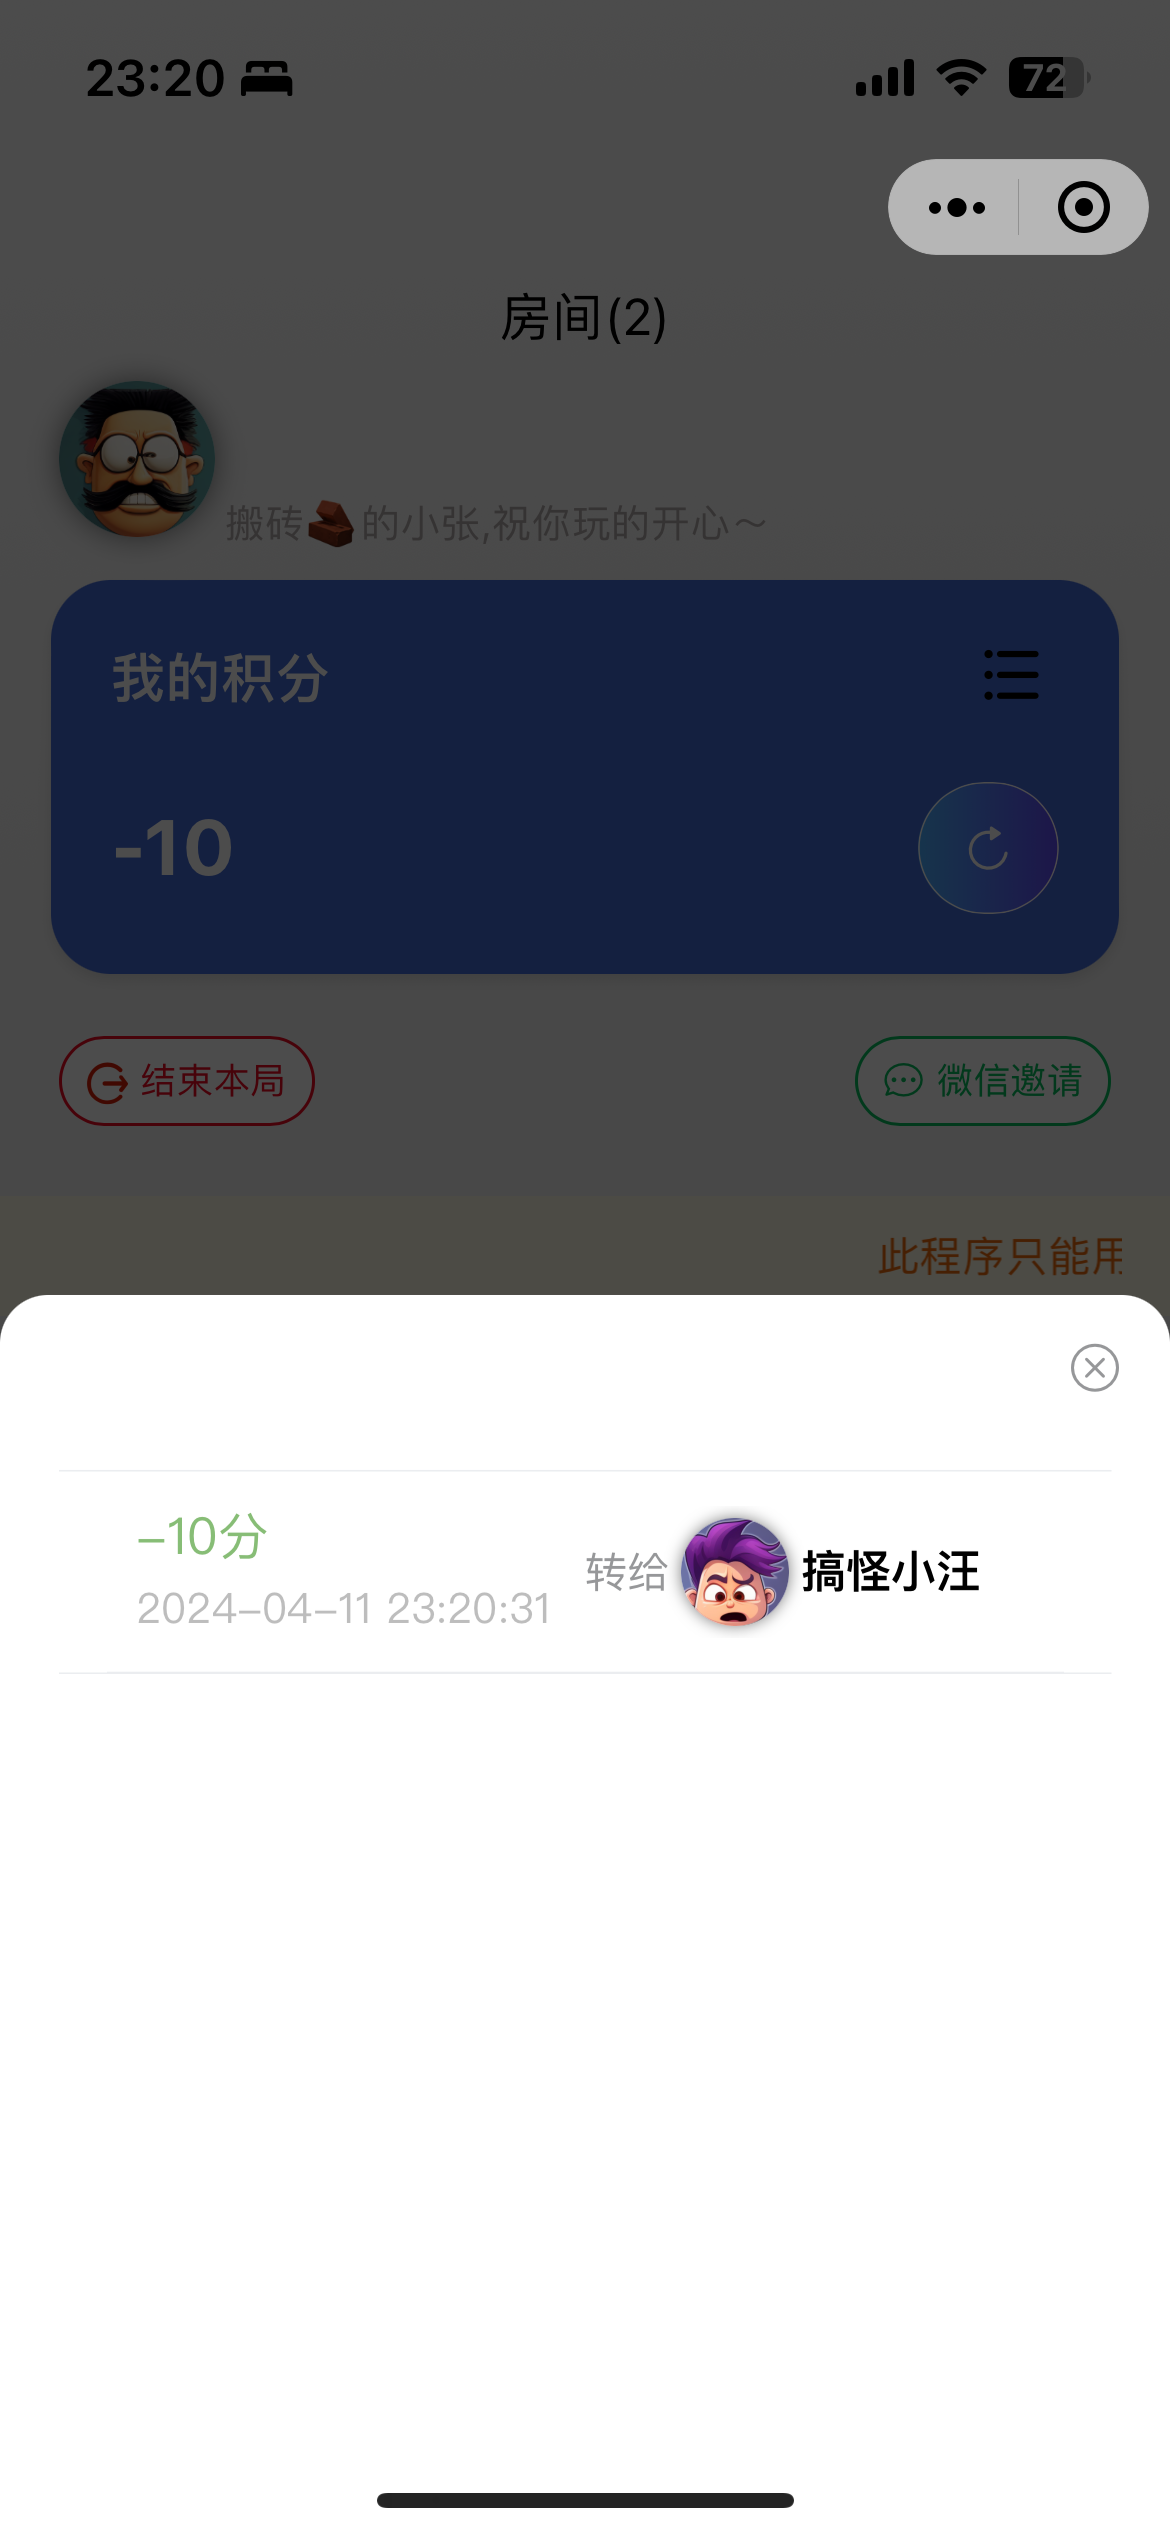 23:20
72
房间(2)
搬砖🧱的小张,祝你玩的开心~
我的积分
-10
结束本局
微信邀请
此程序只能
-10分
2024-04-11 23:20:31
转给
搞怪小汪